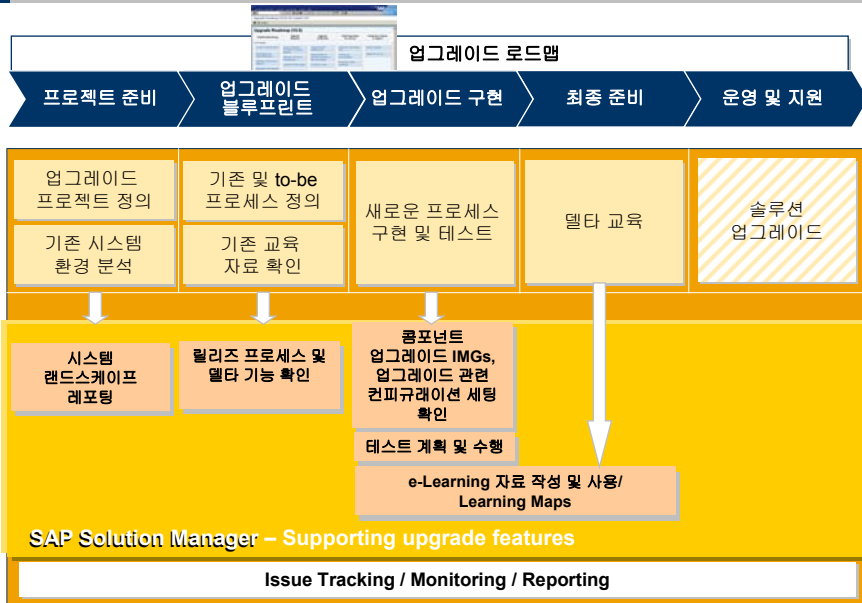 Upgrade Roadmap
업그레이드 로드맵
프로젝트 준비
업그레이드
블루프린트
업그레이드 구현
최종 준비
운영 및 지원
업그레이드
프로젝트 정의
기존 시스템
환경 분석
기존 및 to-be
프로세스 정의
기존 교육
자료 확인
새로운 프로세스
구현 및 테스트
델타 교육
솔루션
업그레이드
시스템
랜드스케이프
레포팅
릴리즈 프로세스 및
델타 기능 확인
콤포넌트
업그레이드 IMGs,
업그레이드 관련
컨피규래이션 세팅
확인
테스트 계획 및 수행
e-Learning 자료 작성 및 사용/
Learning Maps
SAP Solution Manager – Supporting upgrade features
Issue Tracking / Monitoring / Reporting